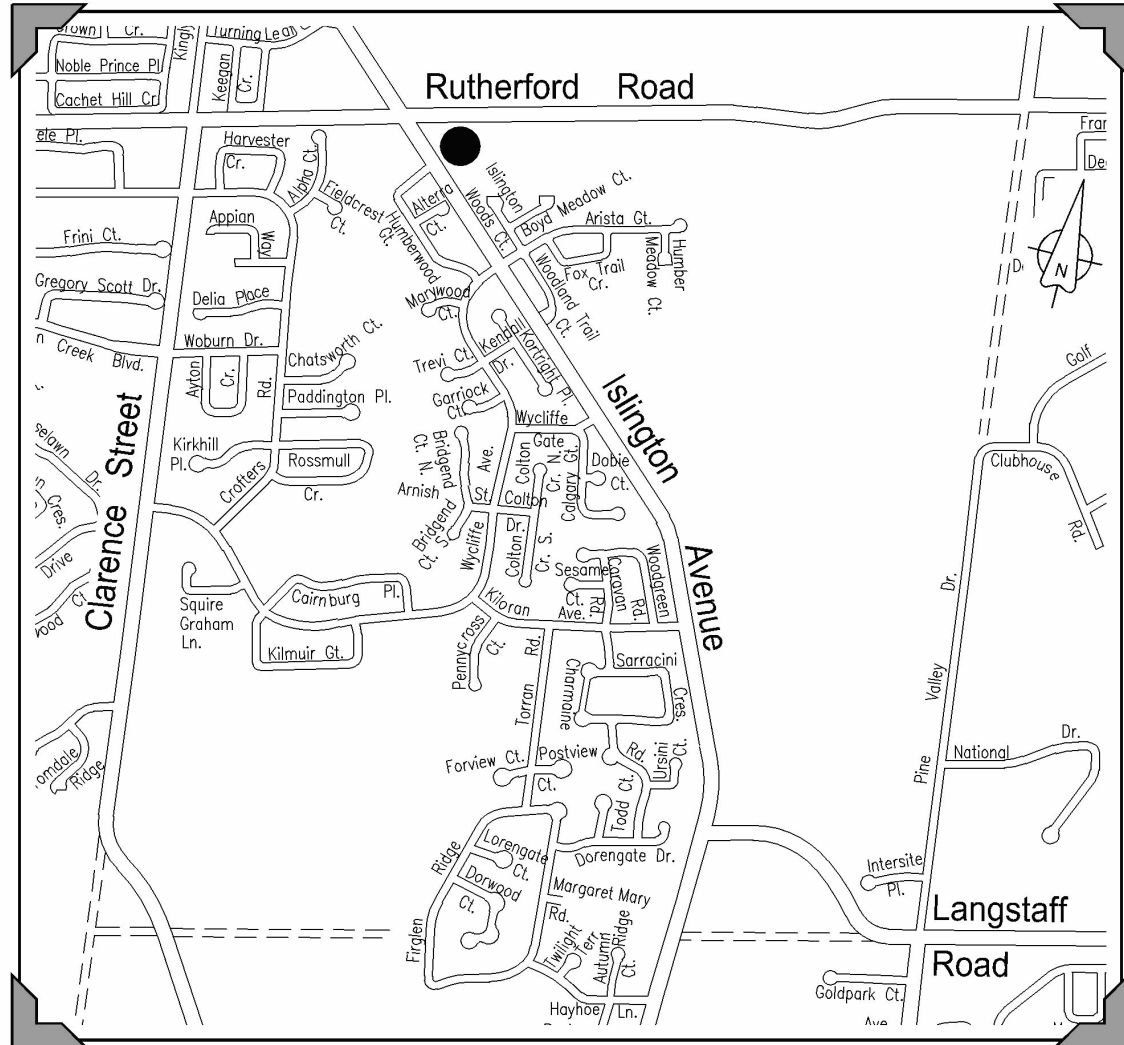 Cr.
Turning Leaf
Noble Prince Pl
Keegan
Cr.
Cachet Hill Cr
Rutherford Road
Harvester
Cr.
Alpha Ct.
Fieldcrest
Ct.
Alterra
Ct.
Humberwood
Ct.
Islington
Woods Ct.
Boyd Meadow Ct.
Arista Gt.
Humber
Meadow Ct.
Fox Trail
Cr.
Woodland Trail
Ct.
N
Appian
Way
Frini Ct.
Gregory Scott Dr.
Delia Place
Marywood
Ct.
Creek Blvd.
Woburn Dr.
Ayton
Cr.
Rd.
Chatsworth Ct.
Paddington Pl.
Trevi Ct.
Kendall
Dr.
Kortright Pl.
Garriock
Ct.
Islington
Avenue
Golf
Clubhouse
Rd.
Clarence Street
Kirkhill
Pl.
Crofters
Rossmull
Cr.
Wycliffe
Gate
Bridgend
Ct. N.
Ave.
Arnish
St.
Bridgend
Ct. S.
Wycliffe
Colton
Dr.
Colton
Cr. N.
Colton
Cr. S.
Calgary Gt.
Dobie
Ct.
Dr.
Cres.
Drive
Ct.
Squire
Graham
Ln.
Cairnburg Pl.
Kilmuir Gt.
Kiloran
Ave.
Pennycross
Ct.
Sesame
Ct.
Caravan
Rd.
Woodgreen
Rd.
Torran
Rd.
Sarracini
Cres.
Charmaine
Rd.
Ursini
Ct.
Forview Ct.
Postview
Ct.
Todd Ct.
Dorengate Dr.
Ridge
Pine
Valley
Dr.
National Dr.
Intersite
Pl.
Firglen
Ridge
Lorengate
Ct.
Dorwood
Ct.
Margaret Mary
Rd.
Twilight
Terr.
Autumn
Ridge
Ct.
Hayhoe Ln.
Langstaff
Road
Goldpark Ct.
Ave